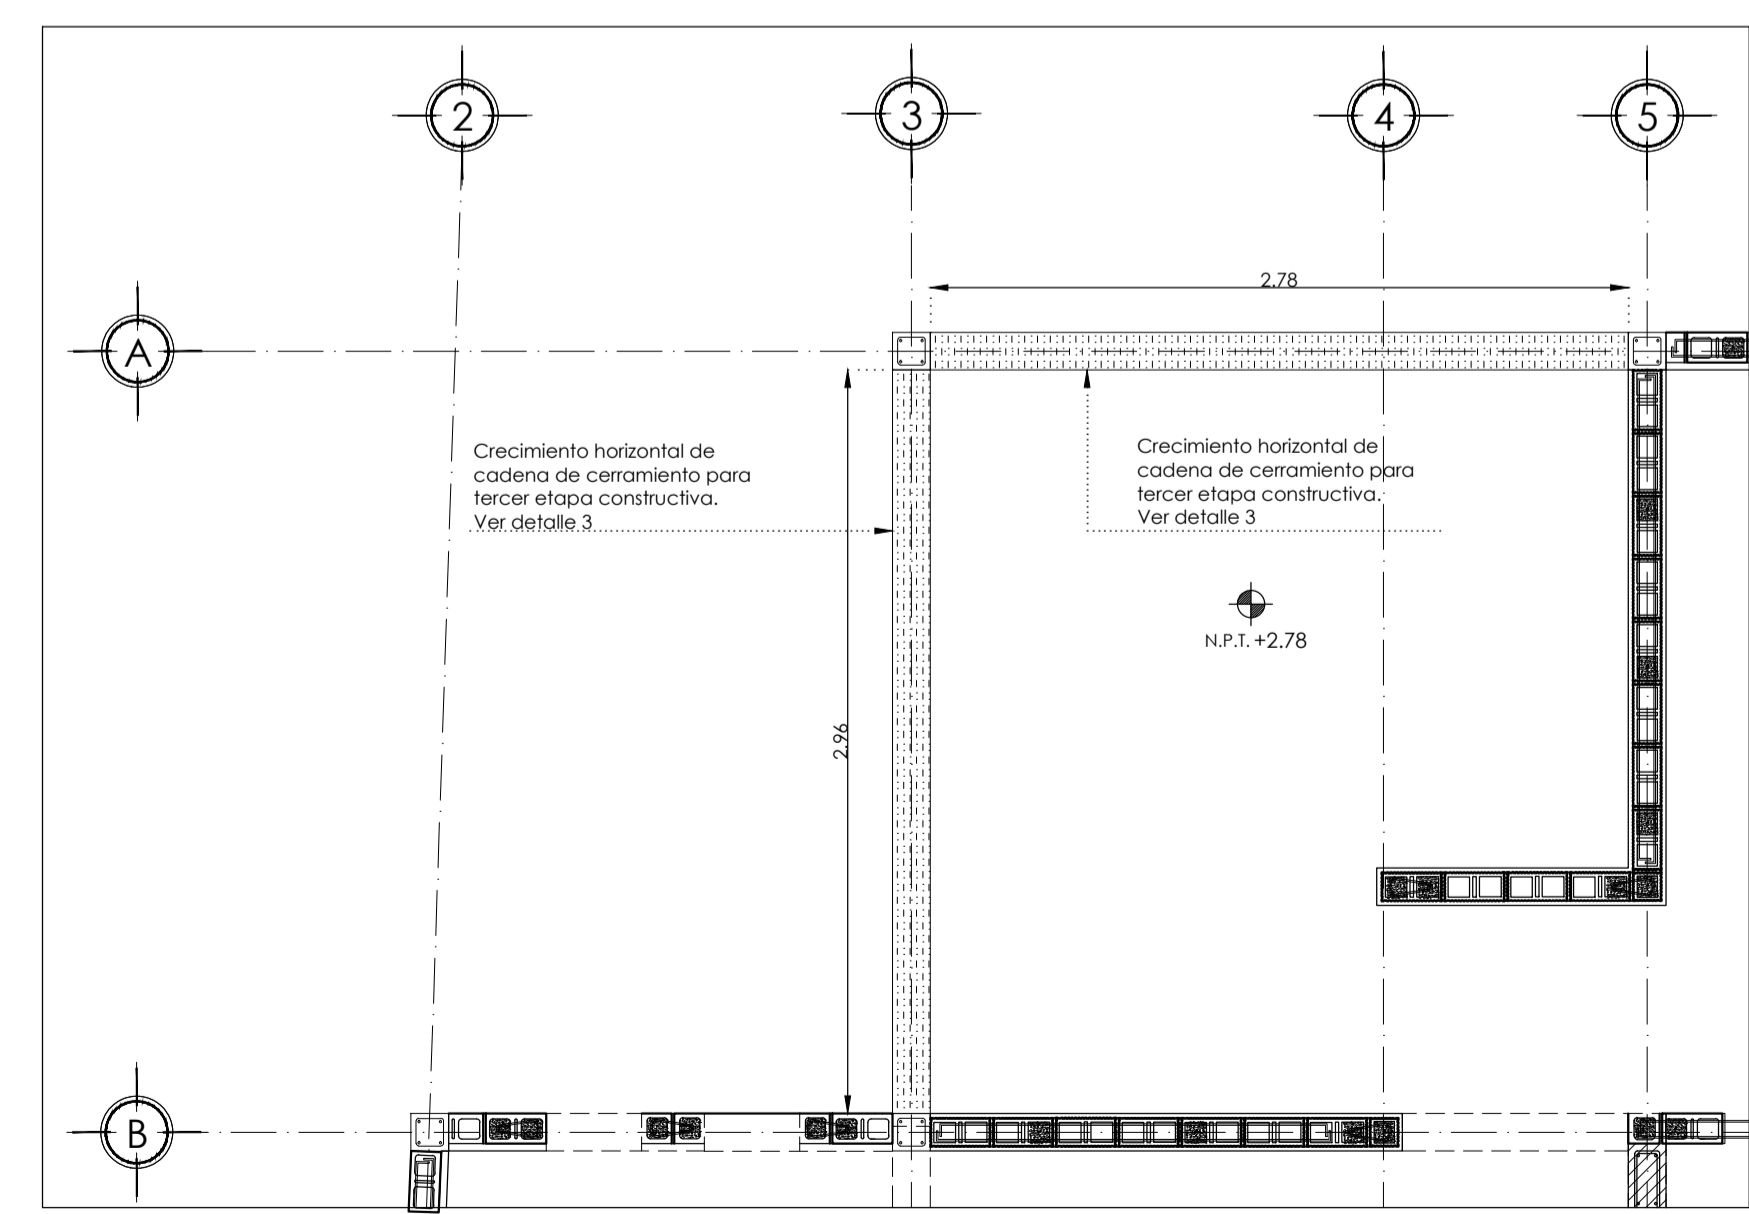 2
3
4
5
2.78
A
Crecimiento horizontal de
cadena de cerramiento para
tercer etapa constructiva.
Ver detalle 3
Crecimiento horizontal de
cadena de cerramiento para
tercer etapa constructiva.
Ver detalle 3
N.P.T. +2.78
2.96
B